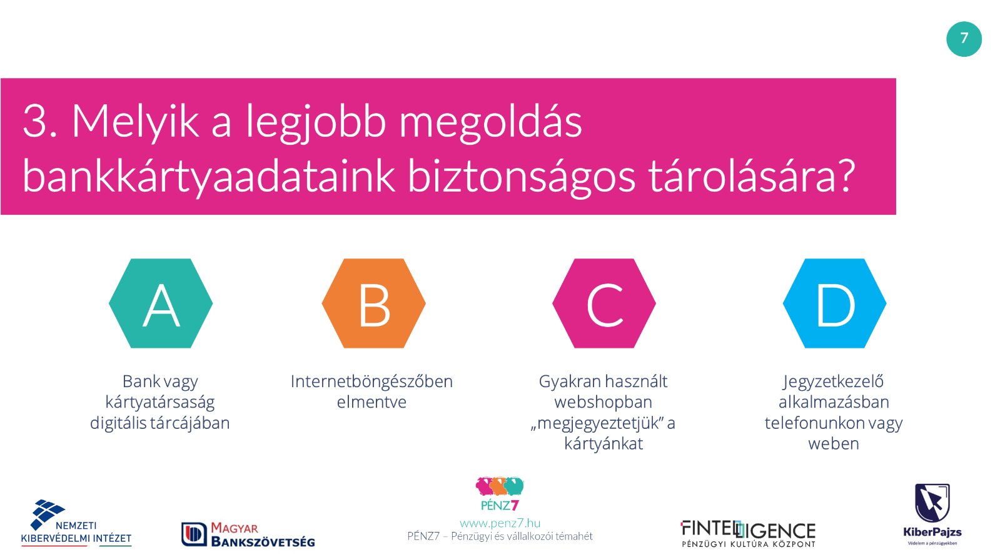 7
3. Melyik a legjobb megoldás
bankkártyaadataink biztonságos tárolására?
A
Bank vagy
kártyatársaság
digitális tárcájában
B
Internetböngészőben
elmentve
C
Gyakran használt
webshopban
„megjegyeztetjük” a
kártyánkat
D
Jegyzetkezelő
alkalmazásban
telefonunkon vagy
weben
NEMZETI
KIBERVÉDELMI INTÉZET
MAGYAR
BANKSZÖVETSÉG
PÉNZ7
www.penz7.hu
PÉNZ7 – Pénzügyi és vállalkozói témahét
FINTELLIGENCE
PÉNZÜGYI KULTÚRA KÖZPONT
KiberPajzs
Védelem a pénzügyekben